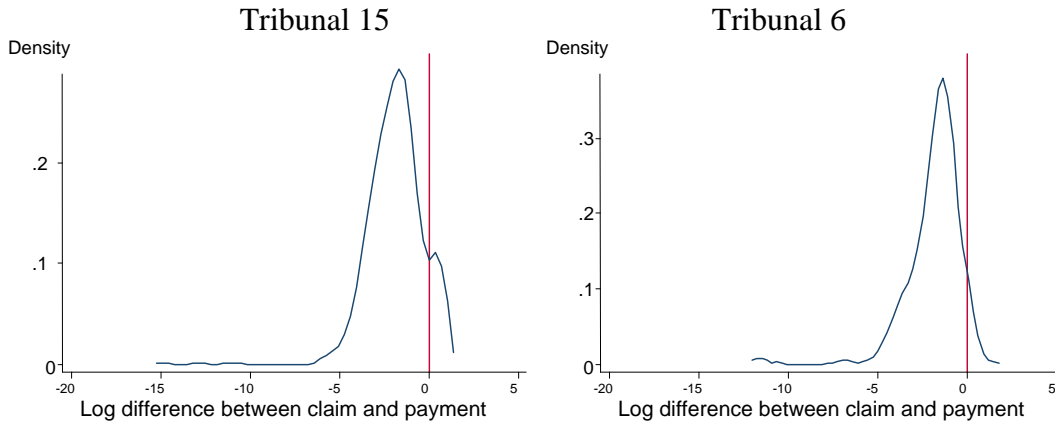 Tribunal 15
Density
.2
.1
0
-20 -15 -10 -5 0 5
Log difference between claim and payment
Tribunal 6
Density
.3
.2
.1
0
-20 -15 -10 -5 0 5
Log difference between claim and payment